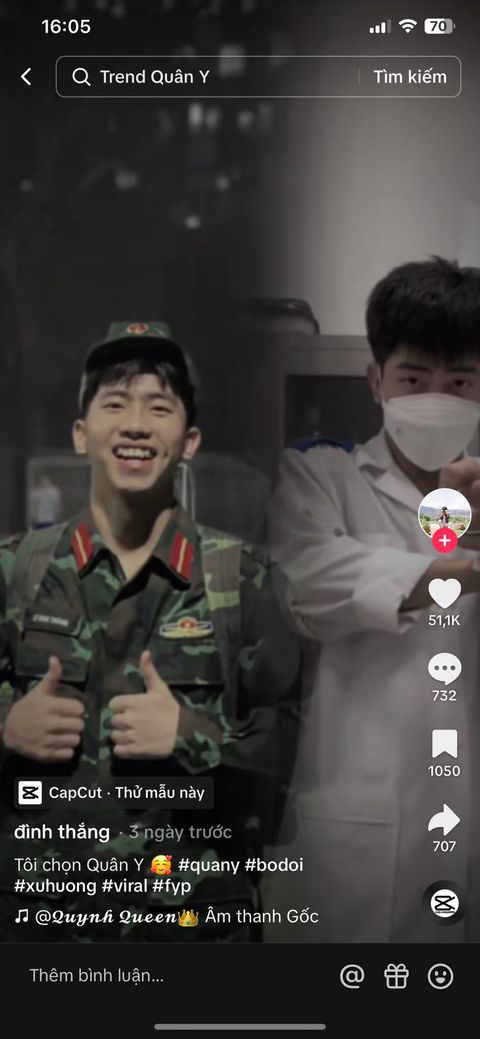 16:05
70
Trend Quân Y
Tìm kiếm
51,1K
732
1050
707
CapCut · Thử mẫu này
đình thắng · 3 ngày trước
Tôi chọn Quân Y 🥰 #quany #bodoi
#xuhuong #viral #fyp
@𝓠𝓾𝔂𝓷𝓱 𝓠𝓾𝓮𝓮𝓷👑 Âm thanh Gốc
Thêm bình luận...